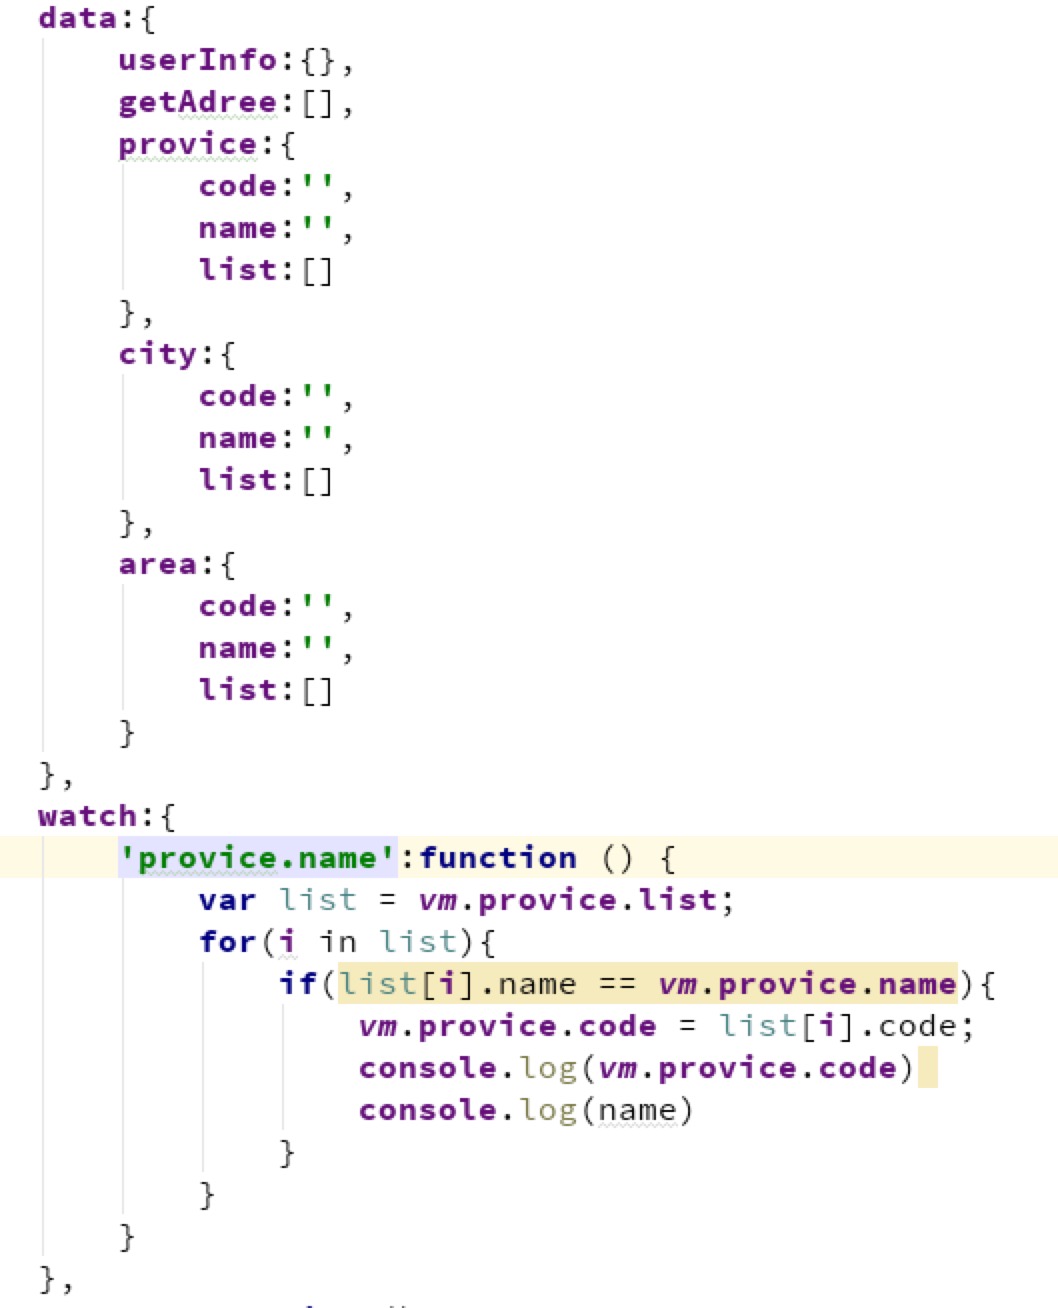 data:{
userInfo:{},
getAdree:[],
provice:{
code:'',
name:'',
list:[]
},
city:{
code:'',
name:'',
list:[]
},
area:{
code:'',
name:'',
list:[]
}
},
watch:{
'provice.name':function () {
var list = vm.provice.list;
for(i in list){
if(list[i].name == vm.provice.name){
vm.provice.code = list[i].code;
console.log(vm.provice.code)
console.log(name)
}
}
}
},